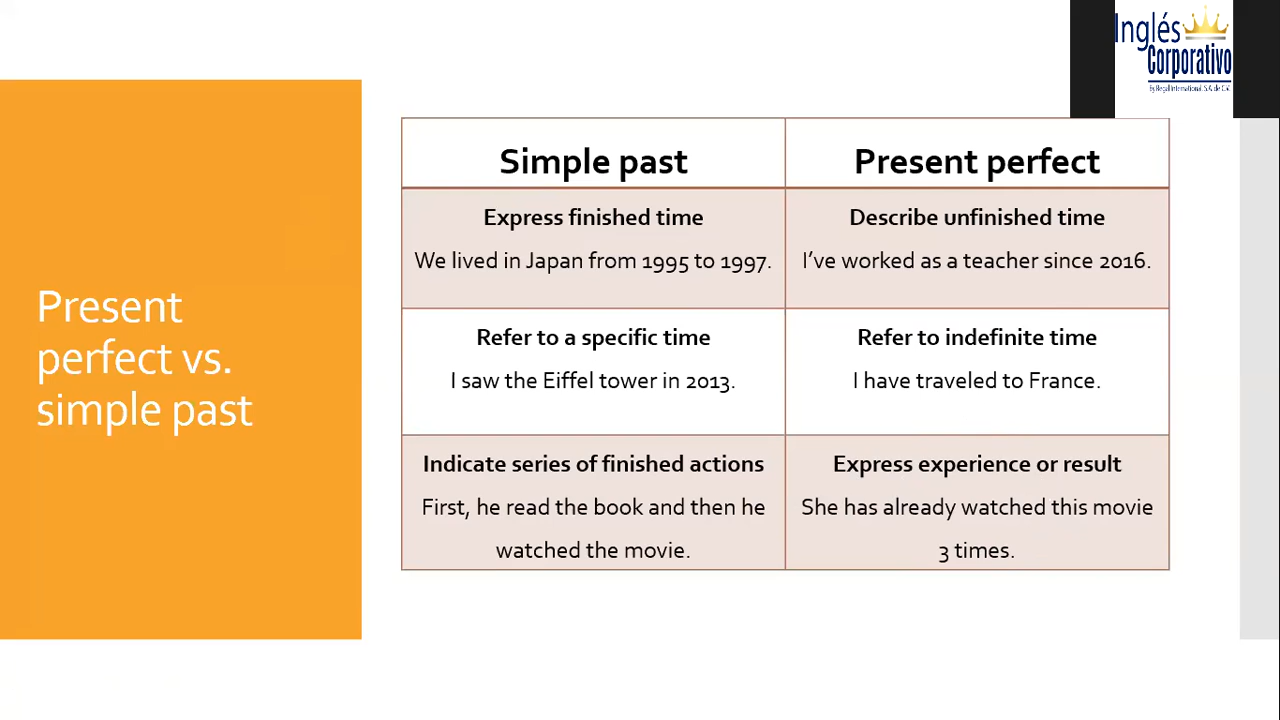 Inglés
Corporativo
By Regal International, S.A. de C.V.
Present
perfect vs.
simple past
Simple past
Present perfect
Express finished time
We lived in Japan from 1995 to 1997.
Describe unfinished time
I’ve worked as a teacher since 2016.
Refer to a specific time
I saw the Eiffel tower in 2013.
Refer to indefinite time
I have traveled to France.
Indicate series of finished actions
First, he read the book and then he
watched the movie.
Express experience or result
She has already watched this movie
3 times.